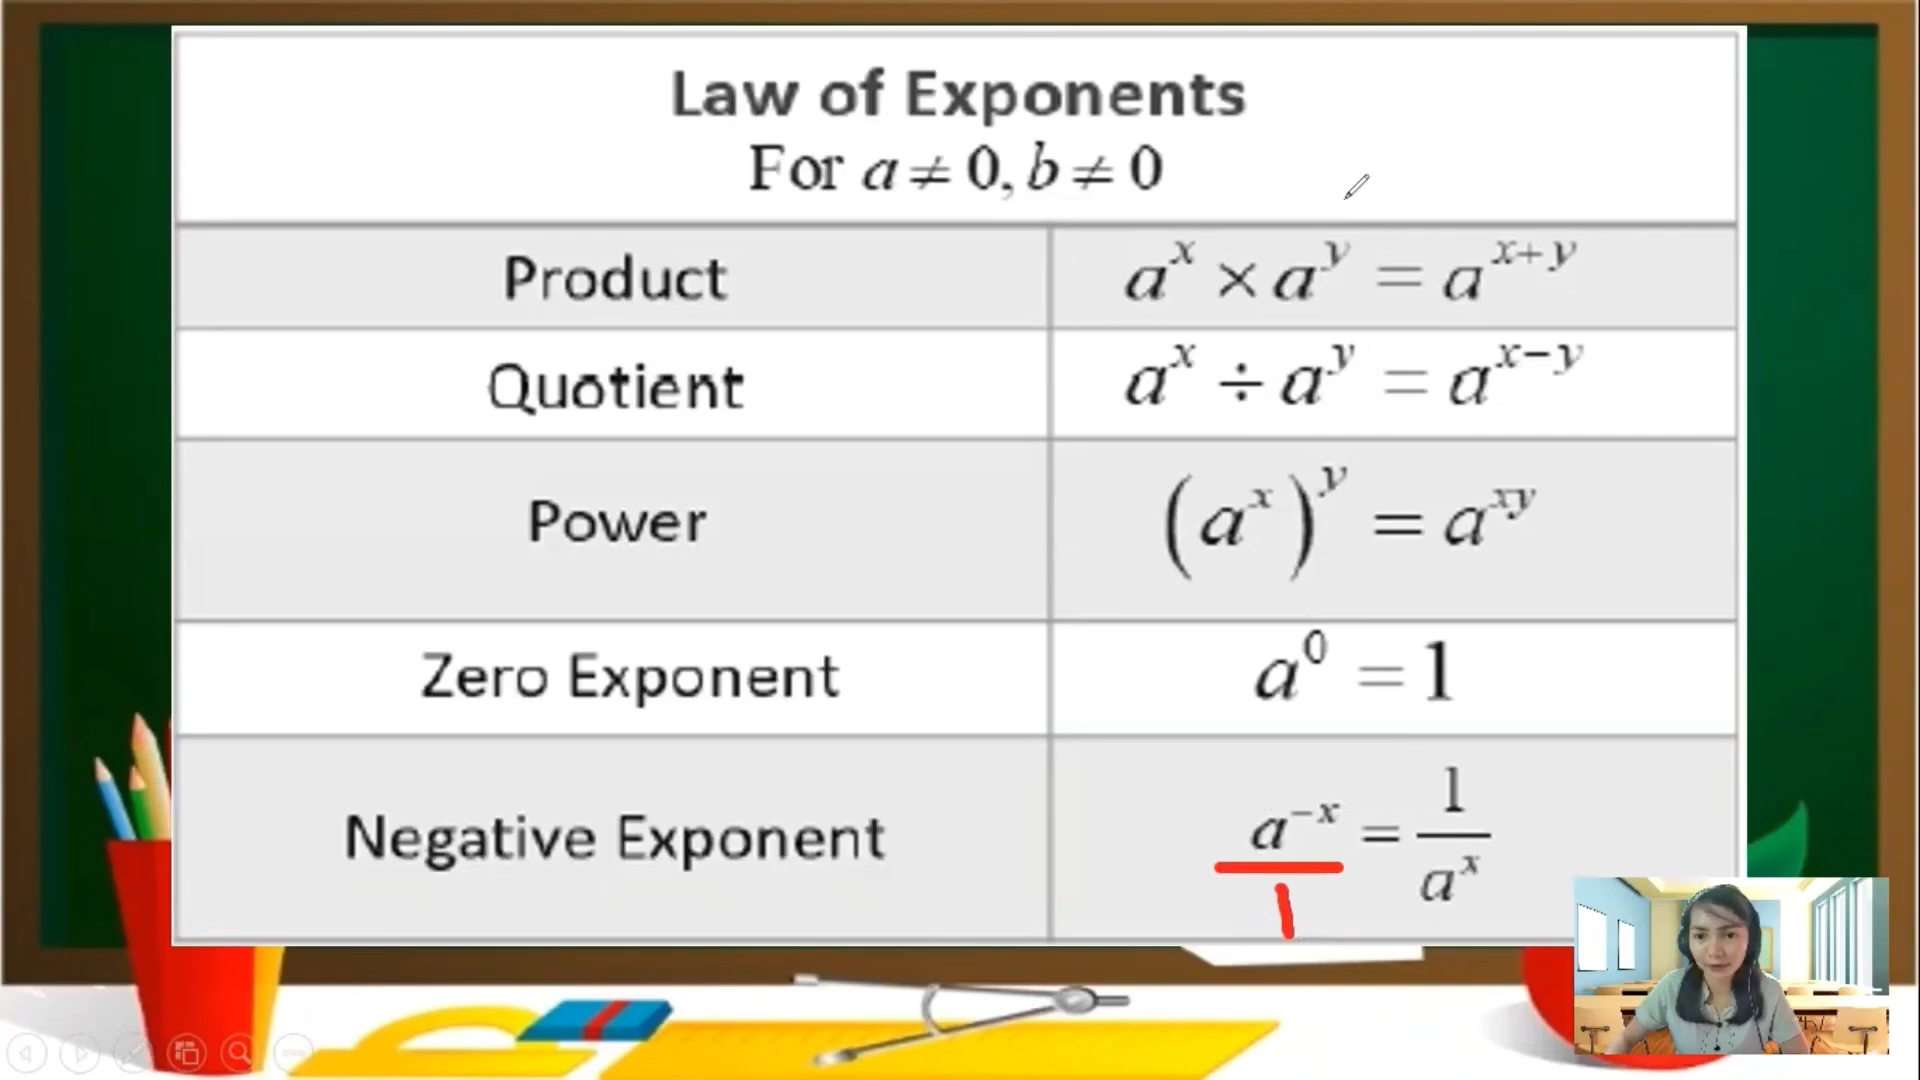 Law of Exponents
For a ≠ 0, b ≠ 0
Product
a^x × a^y = a^{x+y}
Quotient
a^x ÷ a^y = a^{x−y}
Power
(a^x)^y = a^{xy}
Zero Exponent
a^0 = 1
Negative Exponent
a^{−x} = 1/a^x
1